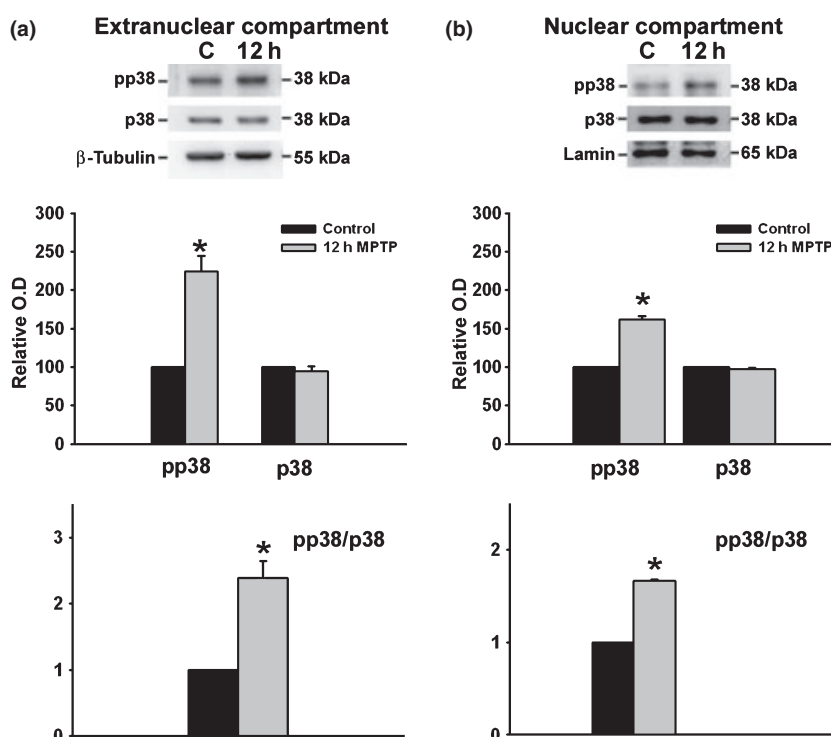 (a) Extranuclear compartment
C 12 h
pp38 38 kDa
p38 38 kDa
β-Tubulin 55 kDa
300
250
200
150
100
50
0
Relative O.D
Control
12 h MPTP
*
pp38 p38
3
2
1
0
pp38/p38
*
(b) Nuclear compartment
C 12 h
pp38 38 kDa
p38 38 kDa
Lamin 65 kDa
300
250
200
150
100
50
0
Relative O.D
Control
12 h MPTP
*
pp38 p38
2
1
0
pp38/p38
*